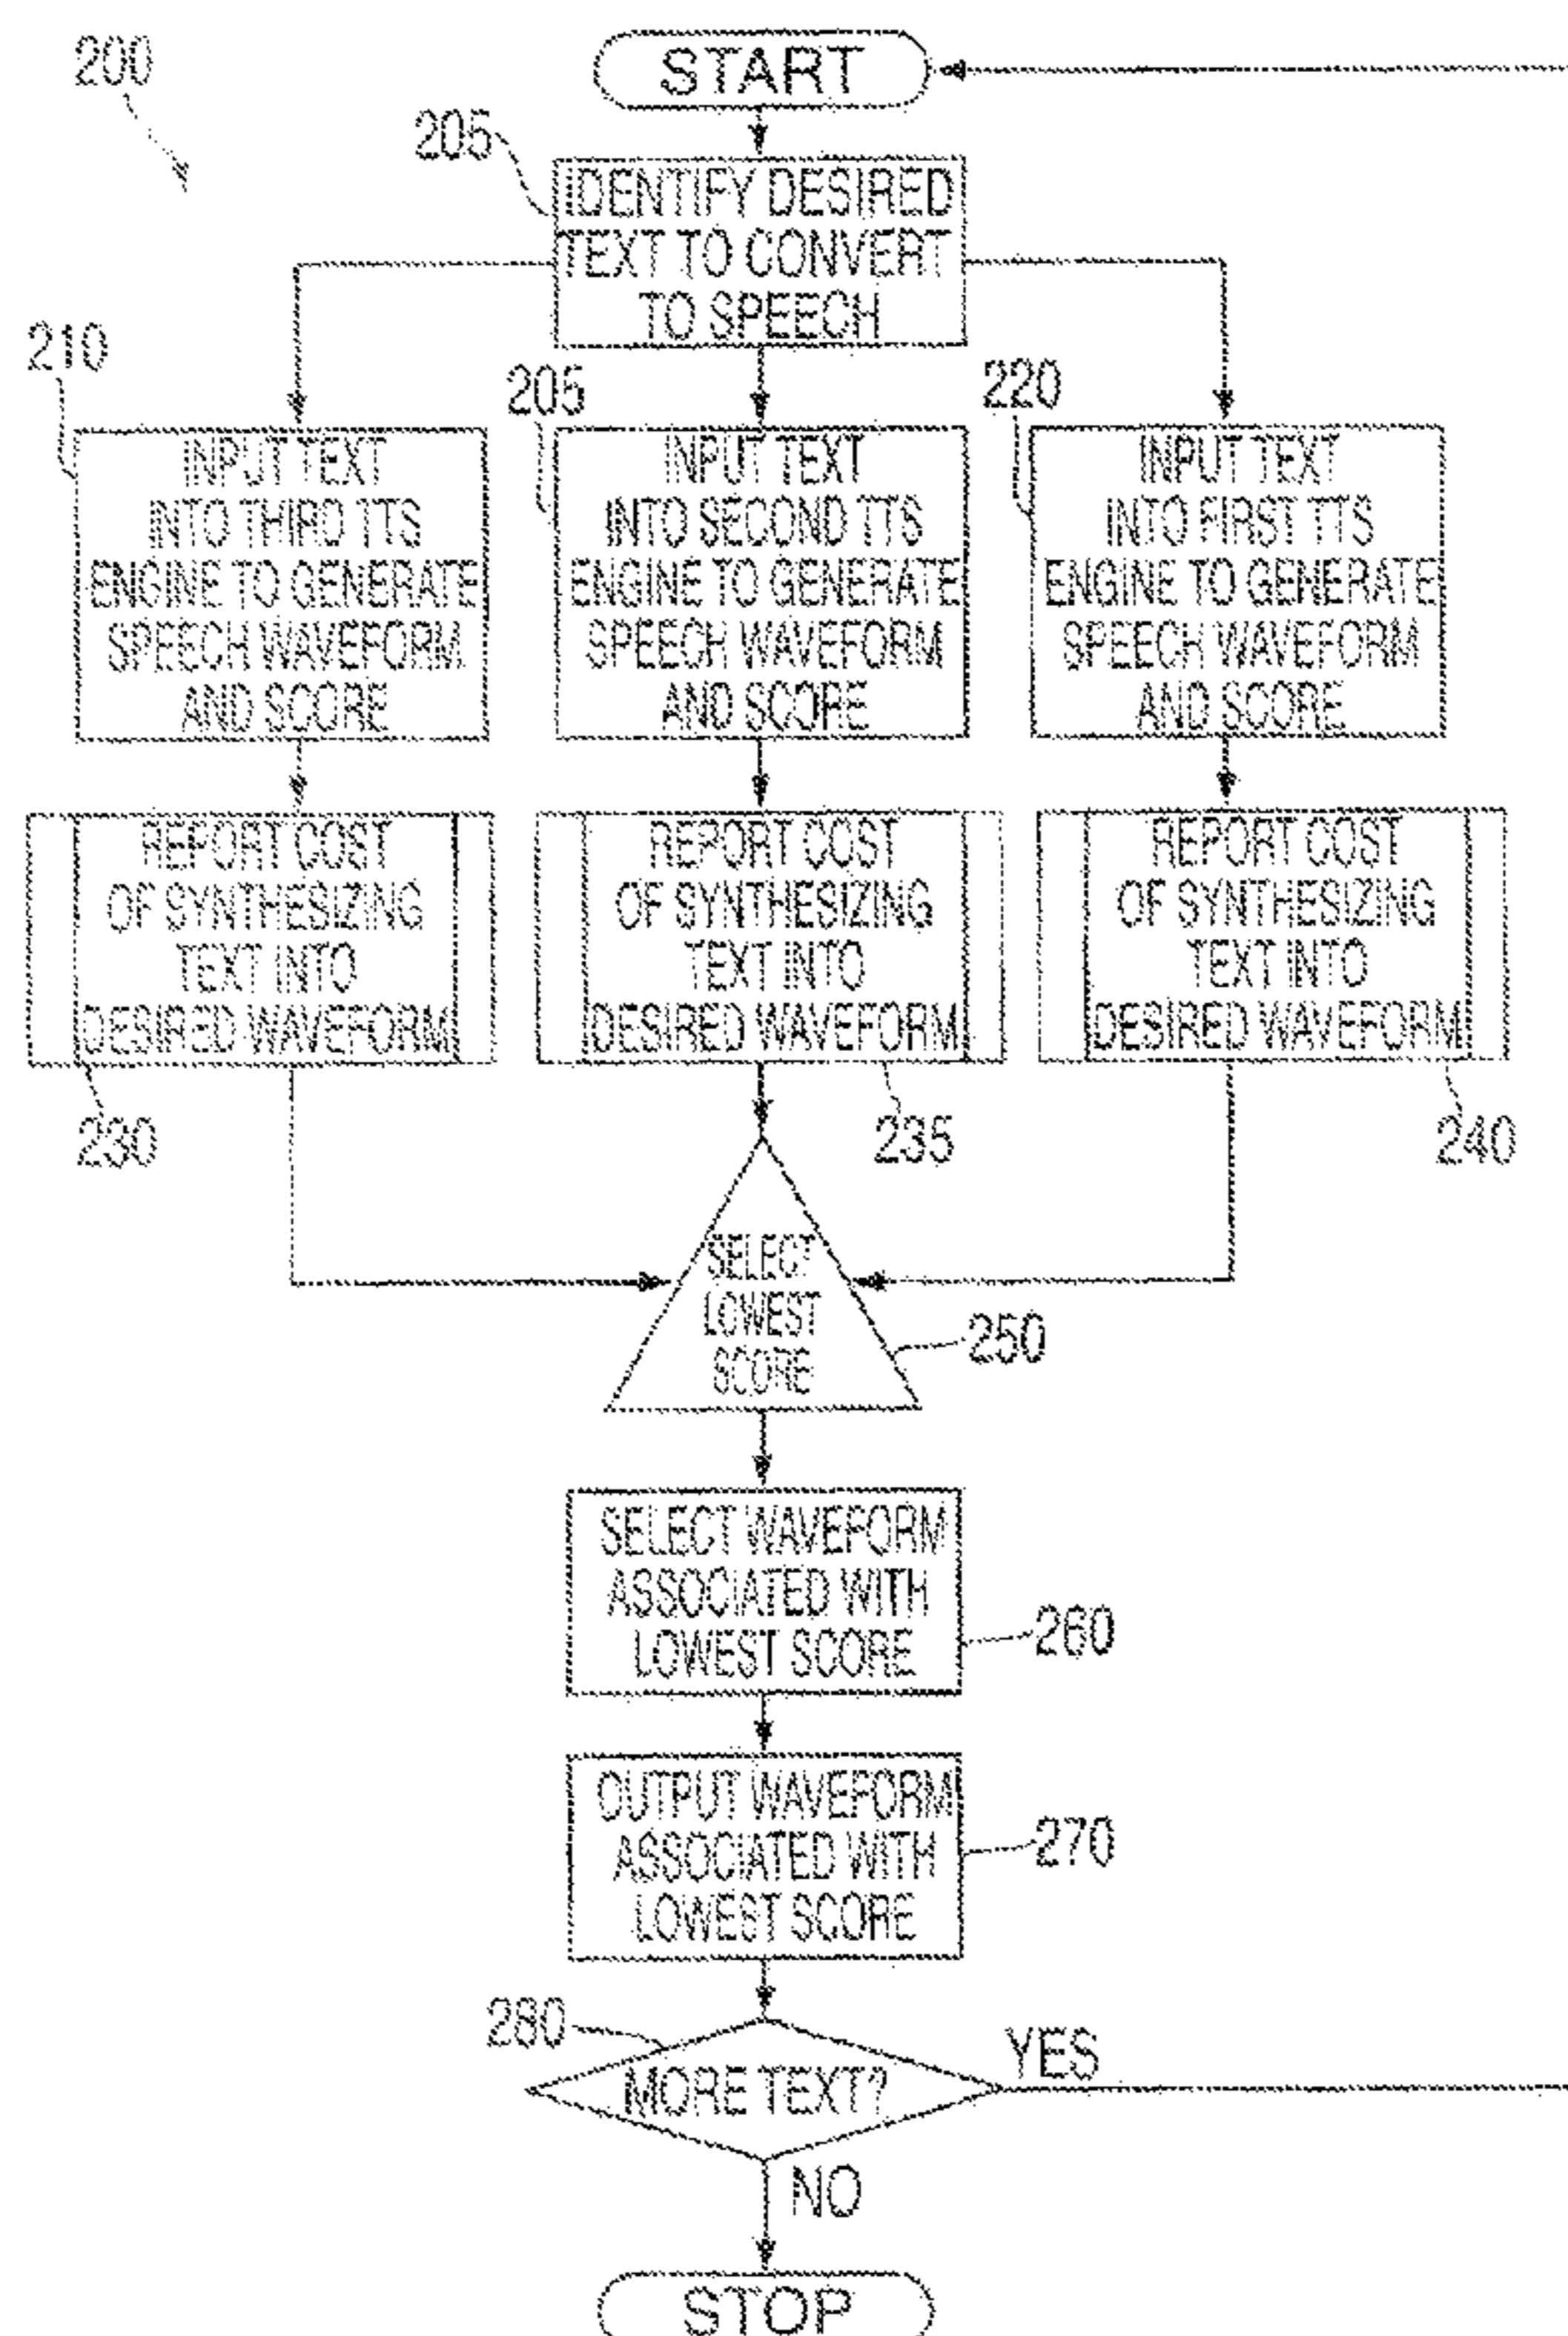 200
START
205
IDENTIFY DESIRED
TEXT TO CONVERT
TO SPEECH
210
INPUT TEXT
INTO THIRD TTS
ENGINE TO GENERATE
SPEECH WAVEFORM
AND SCORE
205
INPUT TEXT
INTO SECOND TTS
ENGINE TO GENERATE
SPEECH WAVEFORM
AND SCORE
220
INPUT TEXT
INTO FIRST TTS
ENGINE TO GENERATE
SPEECH WAVEFORM
AND SCORE
REPORT COST
OF SYNTHESIZING
TEXT INTO
DESIRED WAVEFORM
230
REPORT COST
OF SYNTHESIZING
TEXT INTO
DESIRED WAVEFORM
235
REPORT COST
OF SYNTHESIZING
TEXT INTO
DESIRED WAVEFORM
240
SELECT
LOWEST
SCORE
250
SELECT WAVEFORM
ASSOCIATED WITH
LOWEST SCORE
260
OUTPUT WAVEFORM
ASSOCIATED WITH
LOWEST SCORE
270
280
MORE TEXT?
YES
NO
STOP